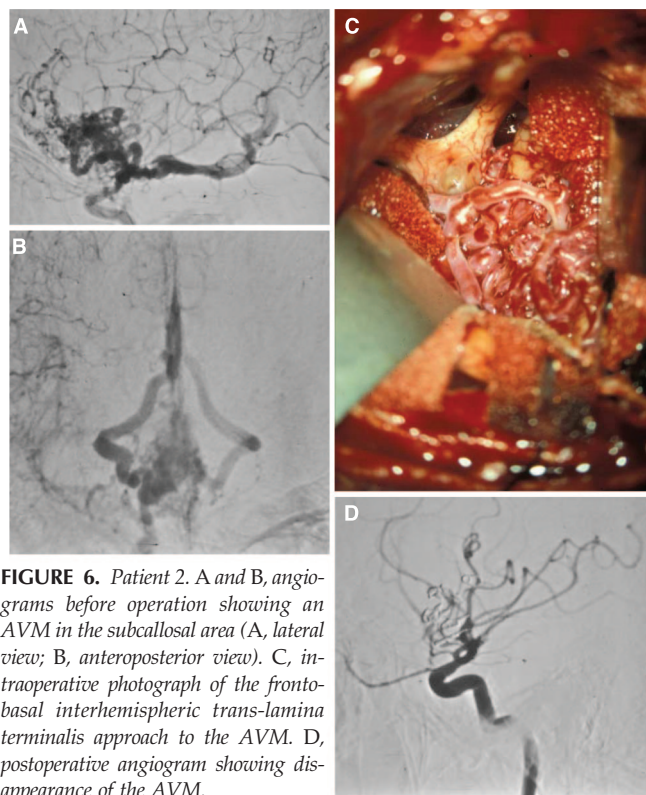 A
C
B
D
FIGURE 6. Patient 2. A and B, angio-
grams before operation showing an
AVM in the subcallosal area (A, lateral
view; B, anteroposterior view). C, in-
traoperative photograph of the fronto-
basal interhemispheric trans-lamina
terminalis approach to the AVM. D,
postoperative angiogram showing dis-
appearance of the AVM.